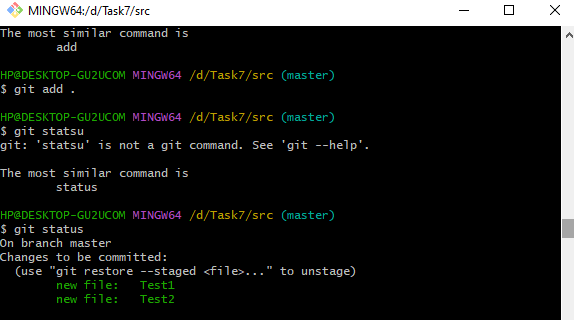 MINGW64:/d/Task7/src
The most similar command is
add
HP@DESKTOP-GU2UCOM MINGW64 /d/Task7/src (master)
$ git add .
HP@DESKTOP-GU2UCOM MINGW64 /d/Task7/src (master)
$ git statsu
git: 'statsu' is not a git command. See 'git --help'.
The most similar command is
status
HP@DESKTOP-GU2UCOM MINGW64 /d/Task7/src (master)
$ git status
On branch master
Changes to be committed:
(use "git restore --staged <file>..." to unstage)
new file: Test1
new file: Test2